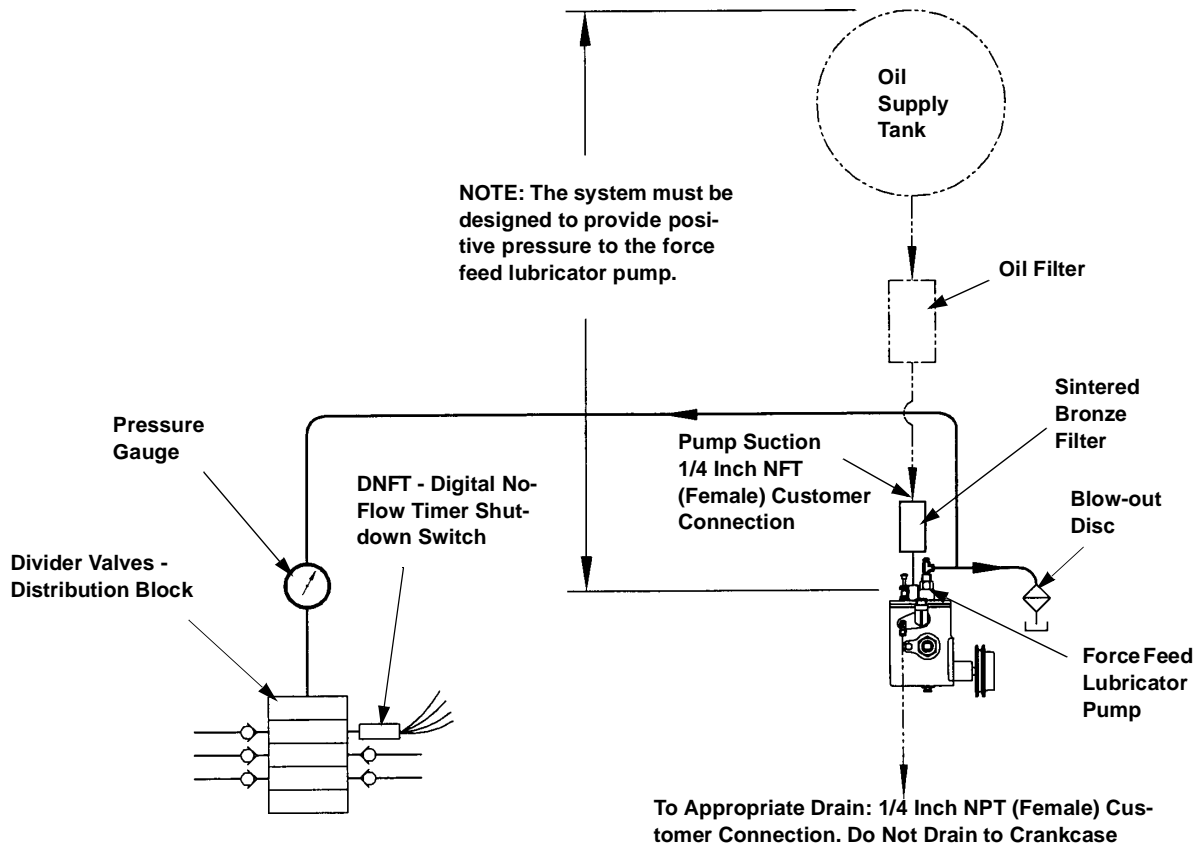 Oil
Supply
Tank
NOTE: The system must be
designed to provide posi-
tive pressure to the force
feed lubricator pump.
Oil Filter
Sintered
Bronze
Filter
Pressure
Gauge
Pump Suction
1/4 Inch NFT
(Female) Customer
Connection
DNFT - Digital No-
Flow Timer Shut-
down Switch
Blow-out
Disc
Divider Valves -
Distribution Block
Force Feed
Lubricator
Pump
To Appropriate Drain: 1/4 Inch NPT (Female) Cus-
tomer Connection. Do Not Drain to Crankcase